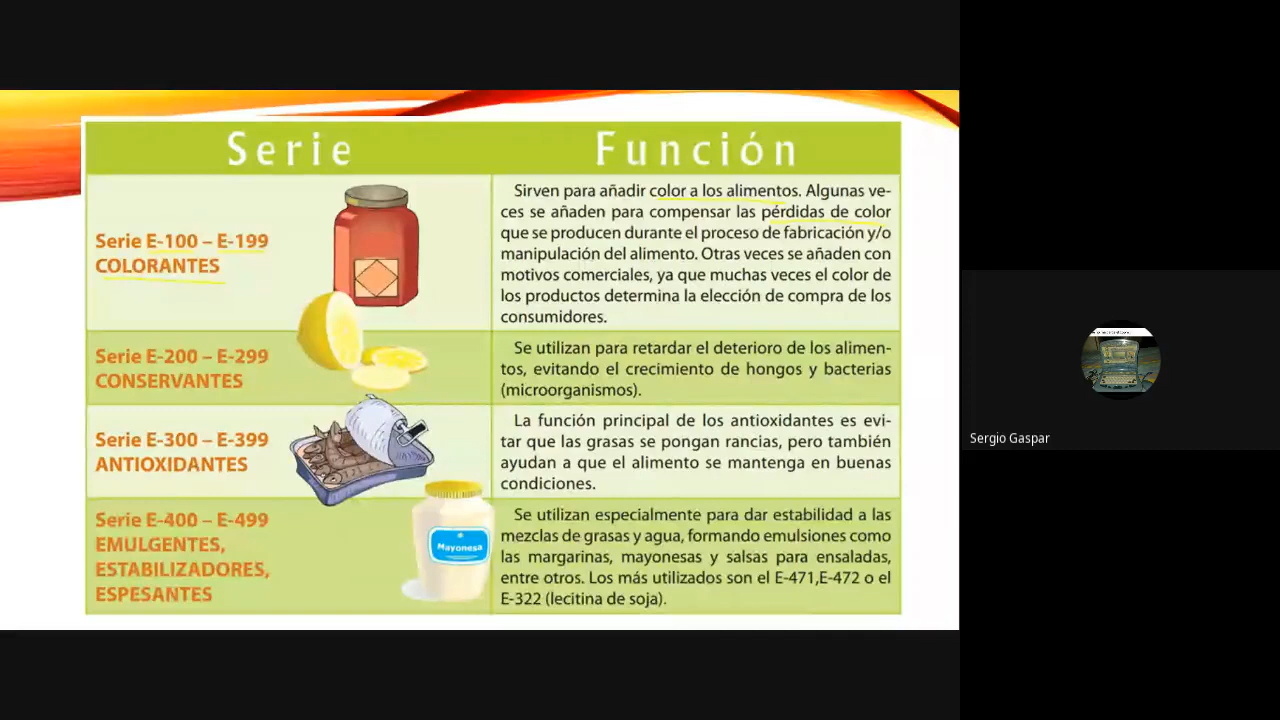 Serie
Función
Serie E-100 – E-199
COLORANTES
Sirven para añadir color a los alimentos. Algunas ve-
ces se añaden para compensar las pérdidas de color
que se producen durante el proceso de fabricación y/o
manipulación del alimento. Otras veces se añaden con
motivos comerciales, ya que muchas veces el color de
los productos determina la elección de compra de los
consumidores.
Serie E-200 – E-299
CONSERVANTES
Se utilizan para retardar el deterioro de los alimen-
tos, evitando el crecimiento de hongos y bacterias
(microorganismos).
Serie E-300 – E-399
ANTIOXIDANTES
La función principal de los antioxidantes es evi-
tar que las grasas se pongan rancias, pero también
ayudan a que el alimento se mantenga en buenas
condiciones.
Serie E-400 – E-499
EMULGENTES,
ESTABILIZADORES,
ESPESANTES
Mayonesa
Se utilizan especialmente para dar estabilidad a las
mezclas de grasas y agua, formando emulsiones como
las margarinas, mayonesas y salsas para ensaladas,
entre otros. Los más utilizados son el E-471,E-472 o el
E-322 (lecitina de soja).
Sergio Gaspar